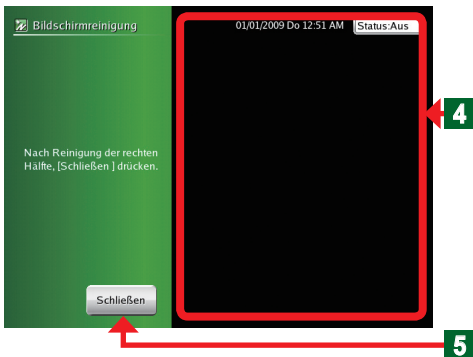 Bildschirmreinigung
01/01/2009 Do 12:51 AM
Status:Aus
4
Nach Reinigung der rechten
Hälfte, [Schließen ] drücken.
Schließen
5